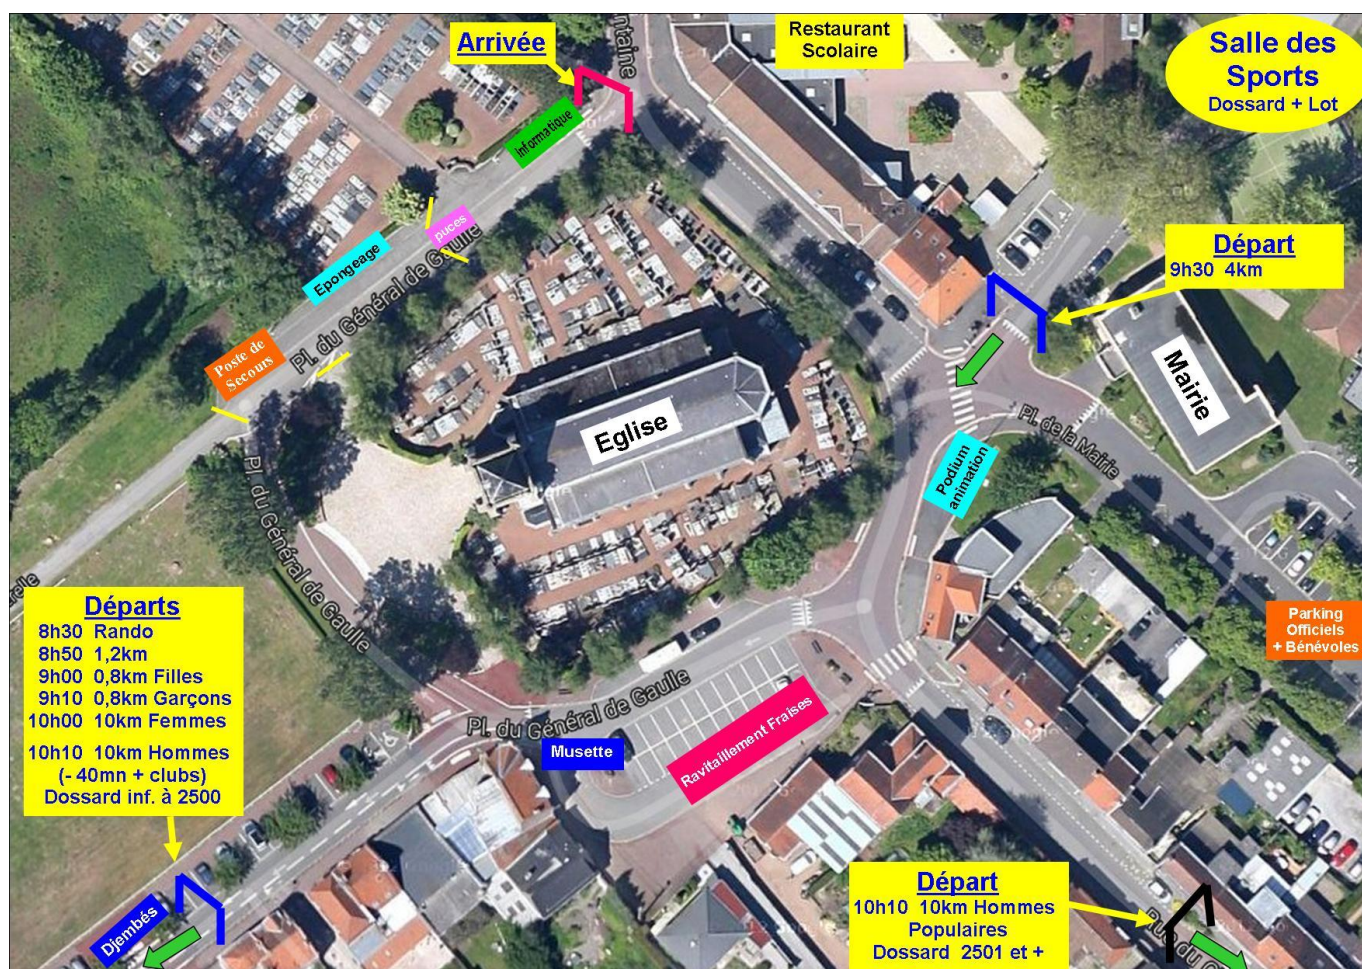 Arrivée
Restaurant
Scolaire
Salle des
Sports
Dossard + Lot
ntaine
Informatique
puces
Epongeage
Pl. du Général de Gaulle
Poste de
Secours
Départ
9h30 4km
Mairie
Eglise
Pl. de la Mairie
Podium
animation
Pl. du Général de Gaulle
Départs
8h30 Rando
8h50 1,2km
9h00 0,8km Filles
9h10 0,8km Garçons
10h00 10km Femmes
10h10 10km Hommes
(- 40mn + clubs)
Dossard inf. à 2500
Parking
Officiels
+ Bénévoles
Pl. du Général de Gaulle
Musette
Ravitaillement Fraises
Djembés
Départ
10h10 10km Hommes
Populaires
Dossard 2501 et +
Rue du G